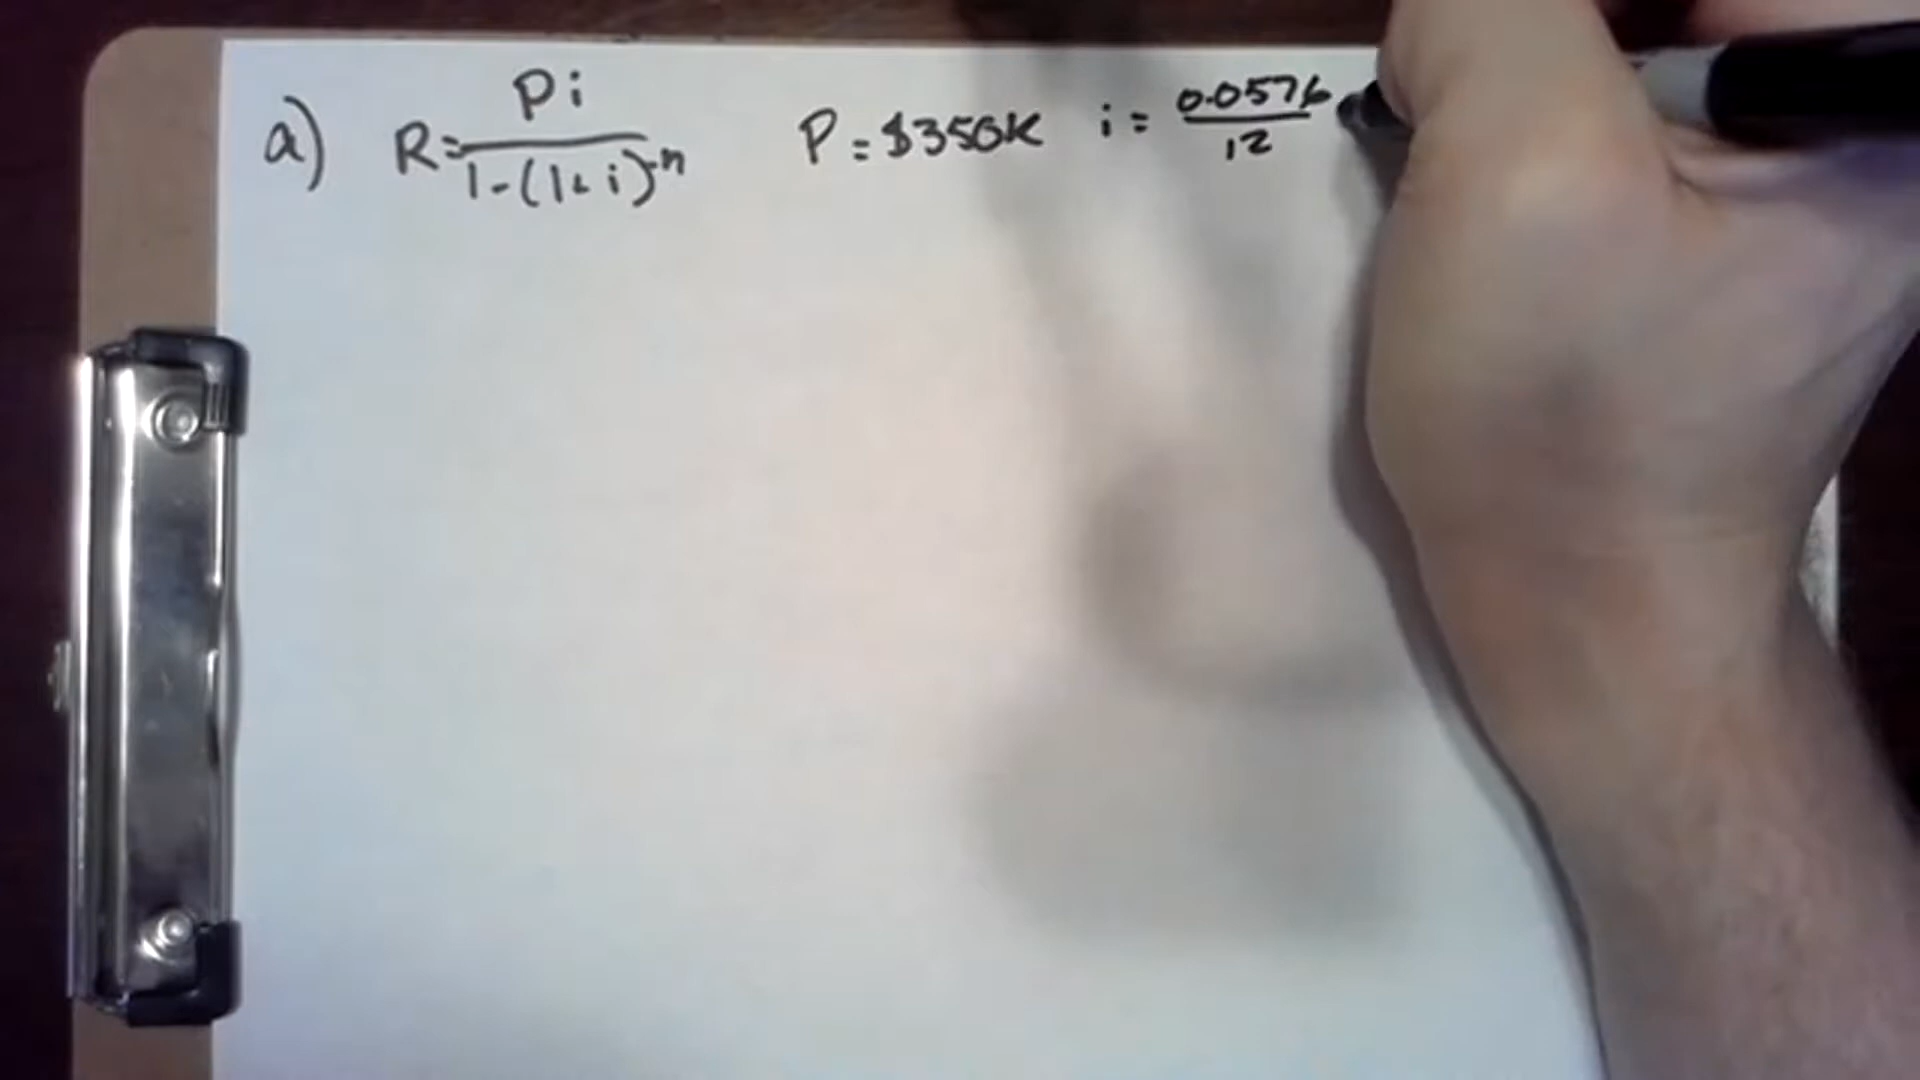 a) R = Pi / 1-(1+i)^-n P = $350K i = 0.0576 / 12